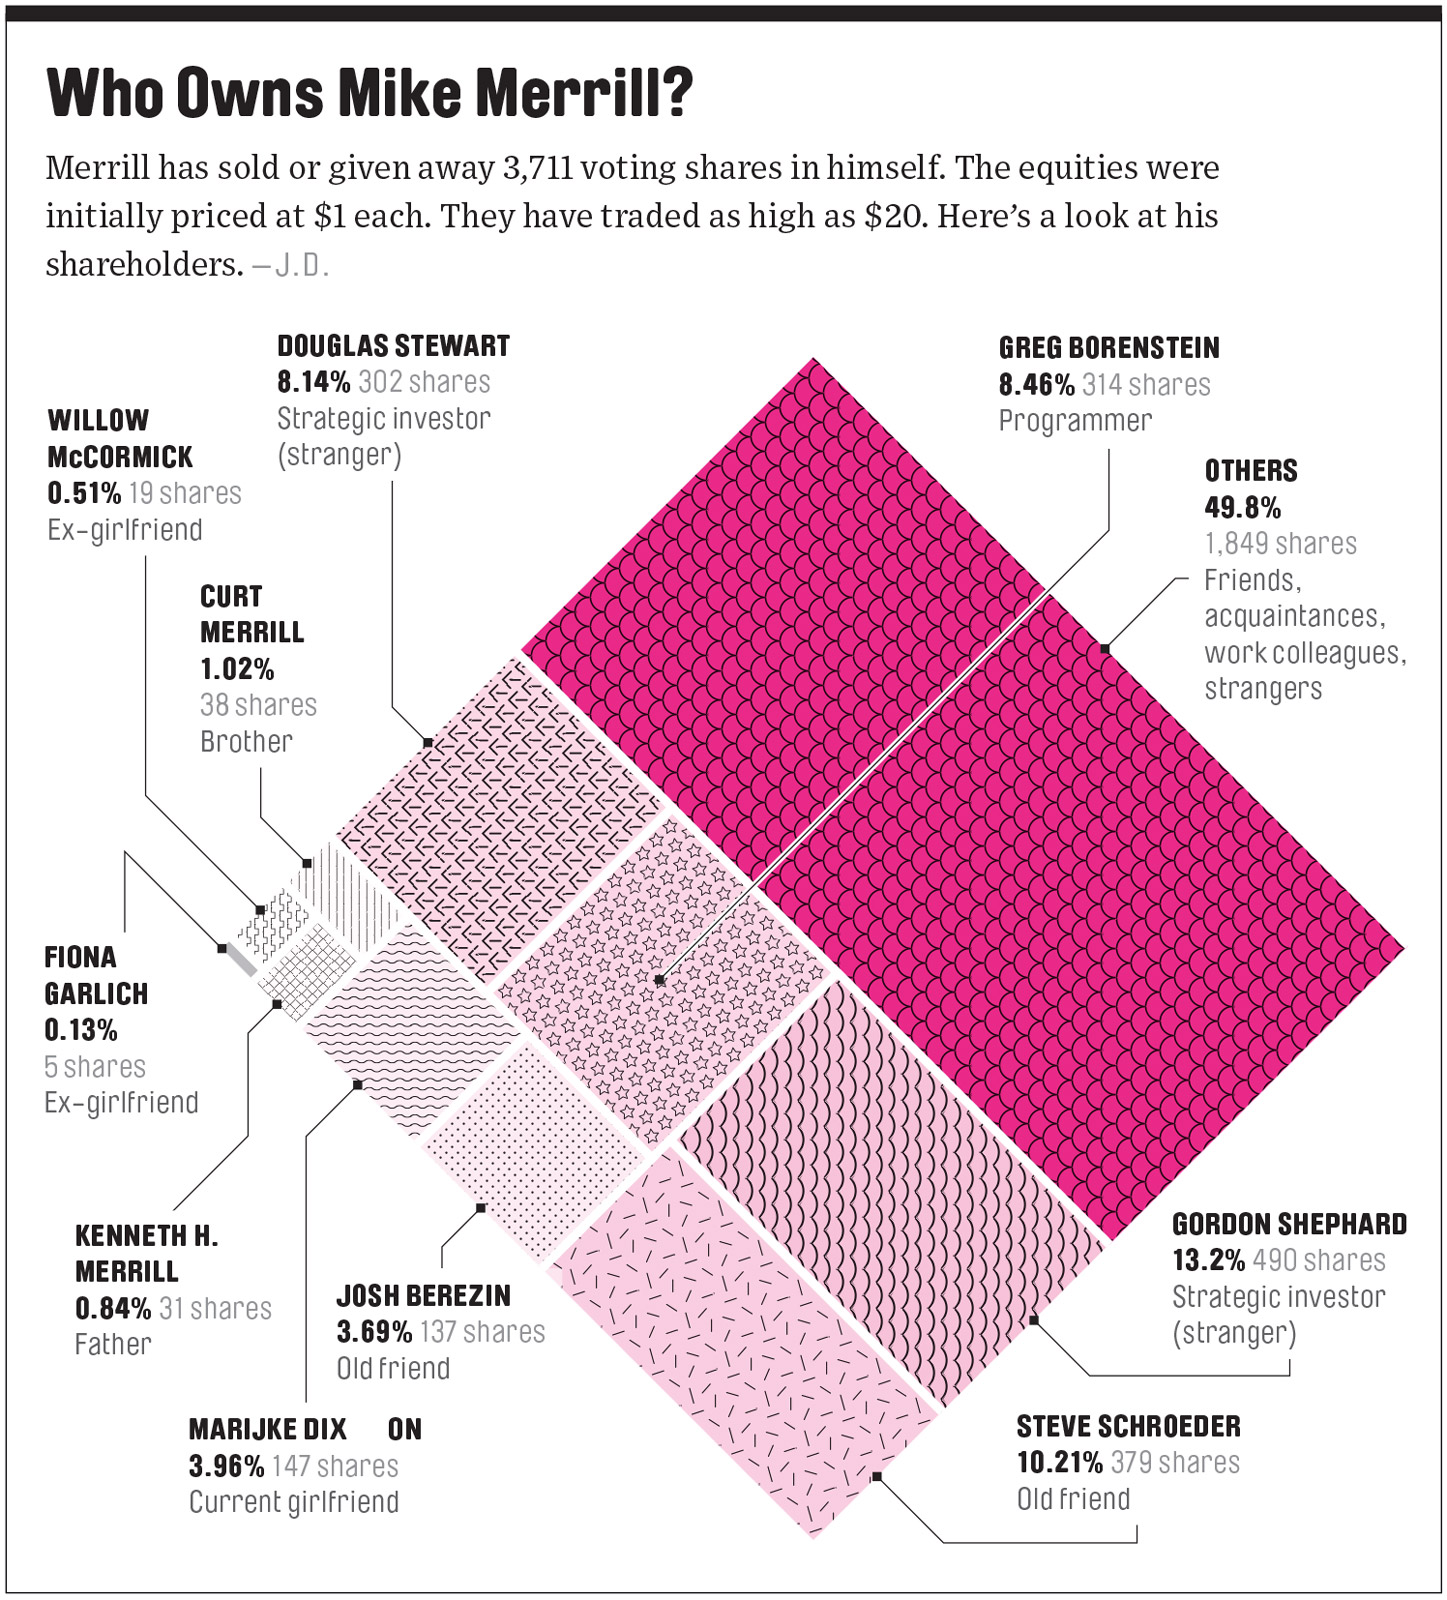 Who Owns Mike Merrill?
Merrill has sold or given away 3,711 voting shares in himself. The equities were
initially priced at $1 each. They have traded as high as $20. Here’s a look at his
shareholders. —J.D.
DOUGLAS STEWART
8.14% 302 shares
Strategic investor
(stranger)
GREG BORENSTEIN
8.46% 314 shares
Programmer
WILLOW
McCORMICK
0.51% 19 shares
Ex-girlfriend
OTHERS
49.8%
1,849 shares
Friends,
acquaintances,
work colleagues,
strangers
CURT
MERRILL
1.02%
38 shares
Brother
FIONA
GARLICH
0.13%
5 shares
Ex-girlfriend
KENNETH H.
MERRILL
0.84% 31 shares
Father
JOSH BEREZIN
3.69% 137 shares
Old friend
GORDON SHEPHARD
13.2% 490 shares
Strategic investor
(stranger)
MARIJKE DIX ON
3.96% 147 shares
Current girlfriend
STEVE SCHROEDER
10.21% 379 shares
Old friend